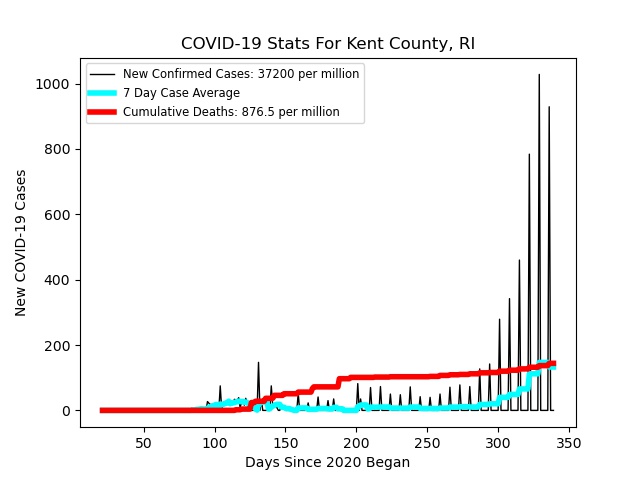 COVID-19 Stats For Kent County, RI
New Confirmed Cases: 37200 per million
7 Day Case Average
Cumulative Deaths: 876.5 per million
New COVID-19 Cases
1000
800
600
400
200
0
50 100 150 200 250 300 350
Days Since 2020 Began